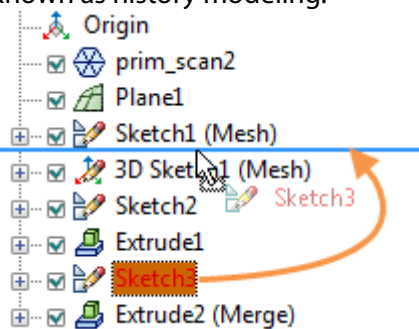 known as history modeling.
Origin
prim_scan2
Plane1
Sketch1 (Mesh)
3D Sketch1 (Mesh)
Sketch2
Sketch3
Extrude1
Sketch3
Extrude2 (Merge)